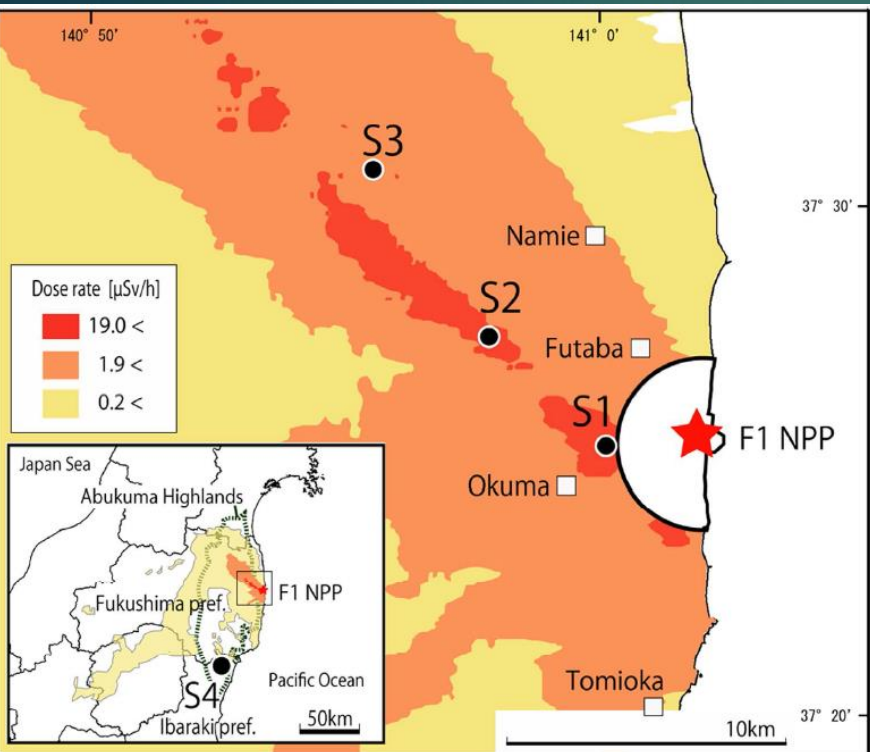 140° 50'
141° 0'
S3
37° 30'
Namie
Dose rate [μSv/h]
19.0 <
1.9 <
0.2 <
S2
Futaba
S1
F1 NPP
Okuma
Japan Sea
Abukuma Highlands
F1 NPP
Fukushima pref.
Pacific Ocean
S4
Ibaraki pref.
50km
Tomioka
37° 20'
10km